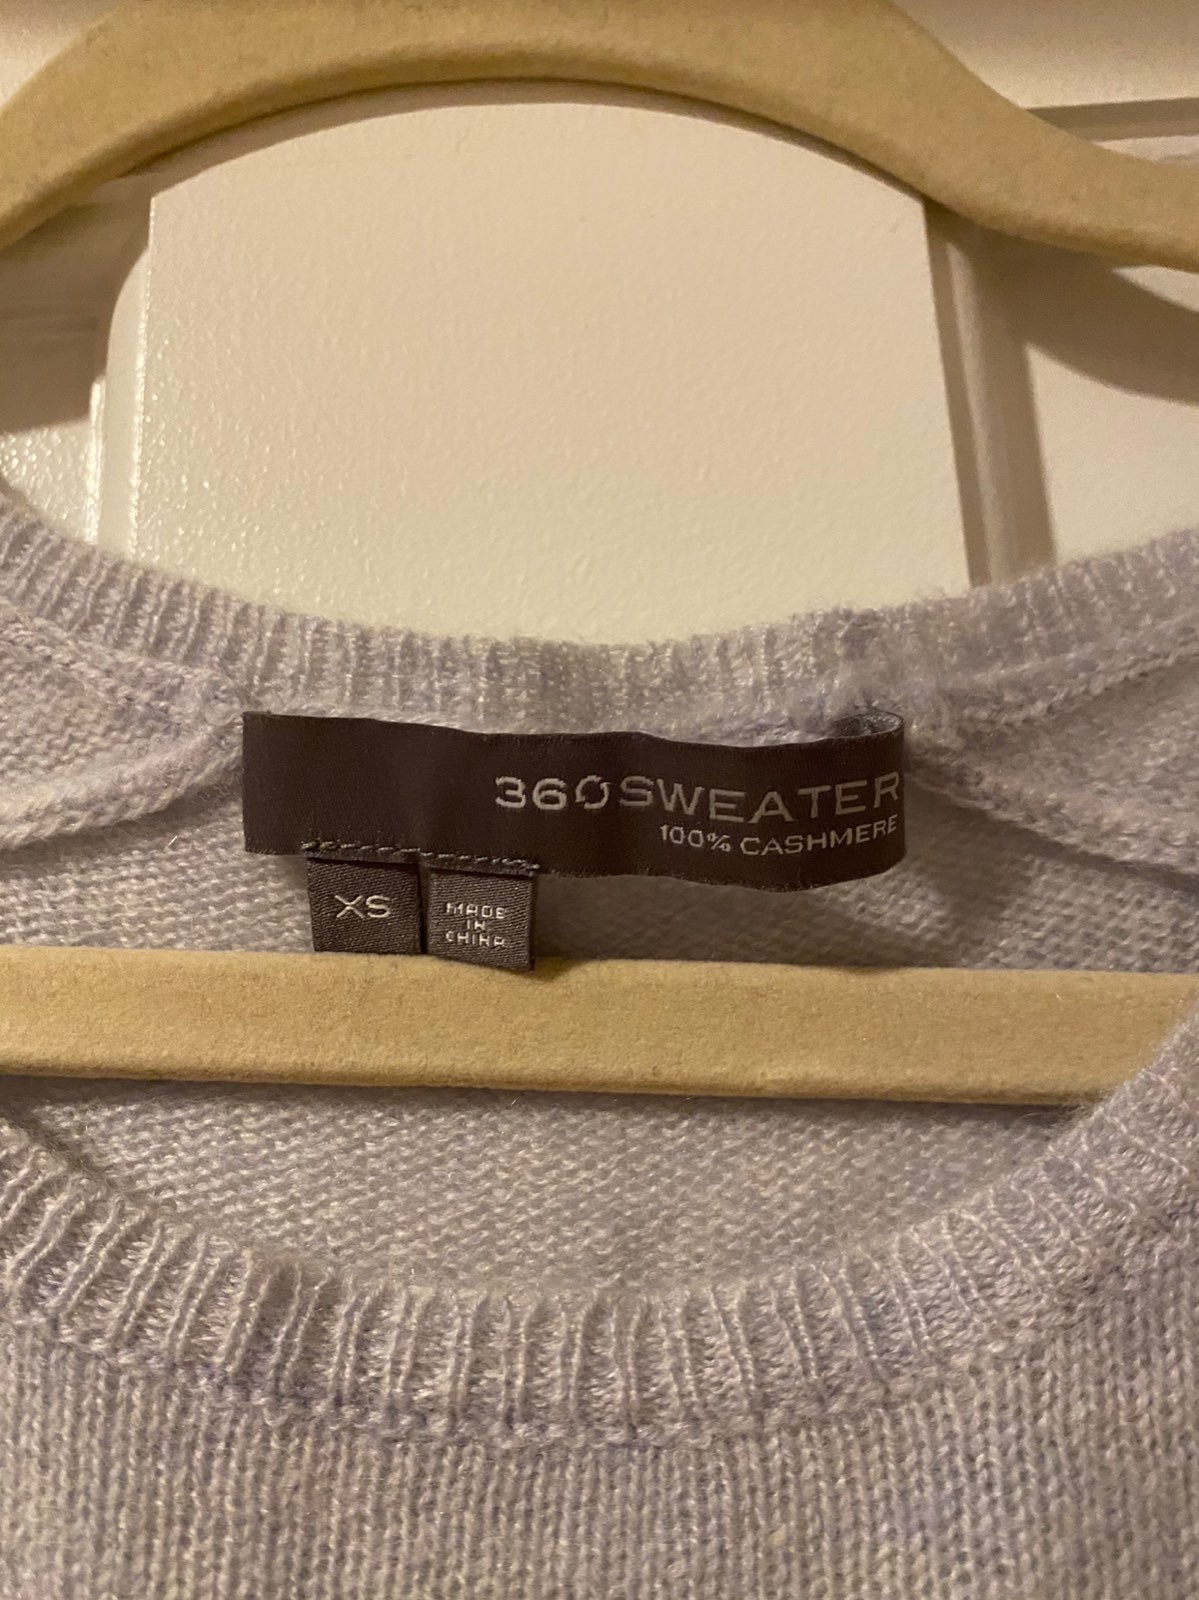 360SWEATER
100% CASHMERE
XS
MADE
IN
CHINA